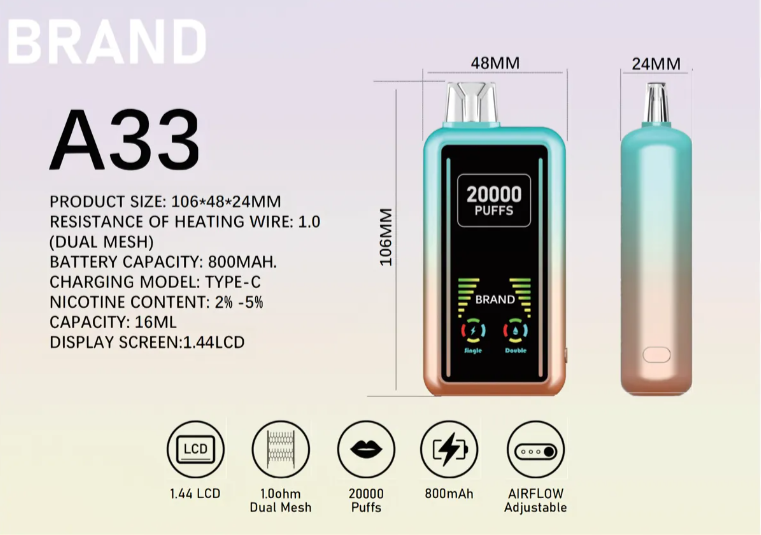 BRAND
A33
PRODUCT SIZE: 106*48*24MM
RESISTANCE OF HEATING WIRE: 1.0
(DUAL MESH)
BATTERY CAPACITY: 800MAH.
CHARGING MODEL: TYPE-C
NICOTINE CONTENT: 2% -5%
CAPACITY: 16ML
DISPLAY SCREEN:1.44LCD
48MM
24MM
106MM
20000
PUFFS
BRAND
Single Double
LCD
1.44 LCD
1.0ohm
Dual Mesh
20000
Puffs
800mAh
AIRFLOW
Adjustable